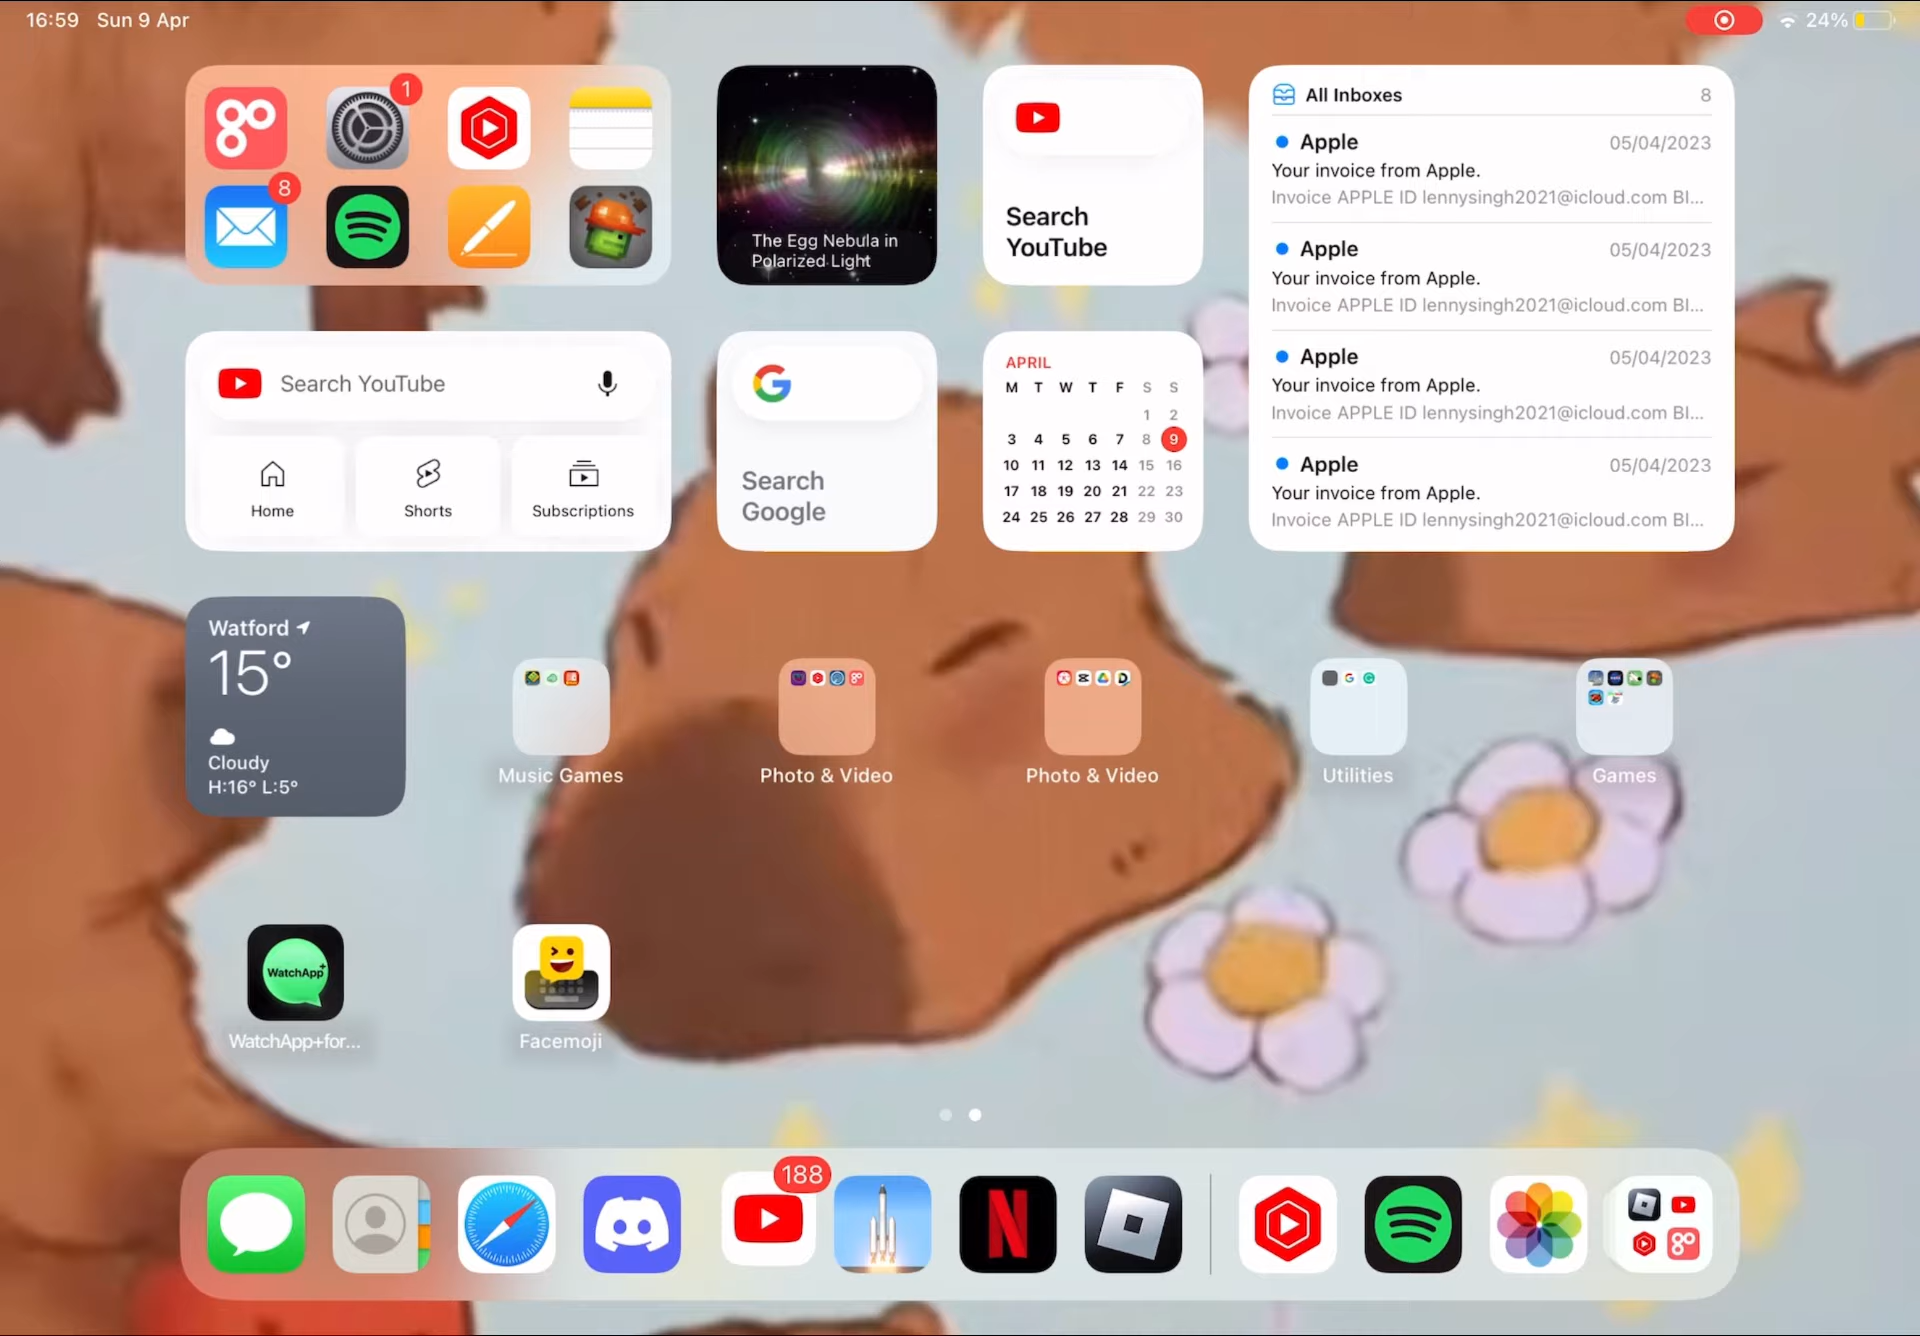 16:59 Sun 9 Apr
24%
1
8
The Egg Nebula in
Polarized Light
Search
YouTube
All Inboxes 8
Apple 05/04/2023
Your invoice from Apple.
Invoice APPLE ID lennysingh2021@icloud.com Bl...
Apple 05/04/2023
Your invoice from Apple.
Invoice APPLE ID lennysingh2021@icloud.com Bl...
Apple 05/04/2023
Your invoice from Apple.
Invoice APPLE ID lennysingh2021@icloud.com Bl...
Apple 05/04/2023
Your invoice from Apple.
Invoice APPLE ID lennysingh2021@icloud.com Bl...
Search YouTube
Home Shorts Subscriptions
Search
Google
APRIL
M T W T F S S
1 2
3 4 5 6 7 8 9
10 11 12 13 14 15 16
17 18 19 20 21 22 23
24 25 26 27 28 29 30
Watford
15°
Cloudy
H:16° L:5°
Music Games
Photo & Video
Photo & Video
Utilities
Games
WatchApp+
WatchApp+for...
Facemoji
188
N